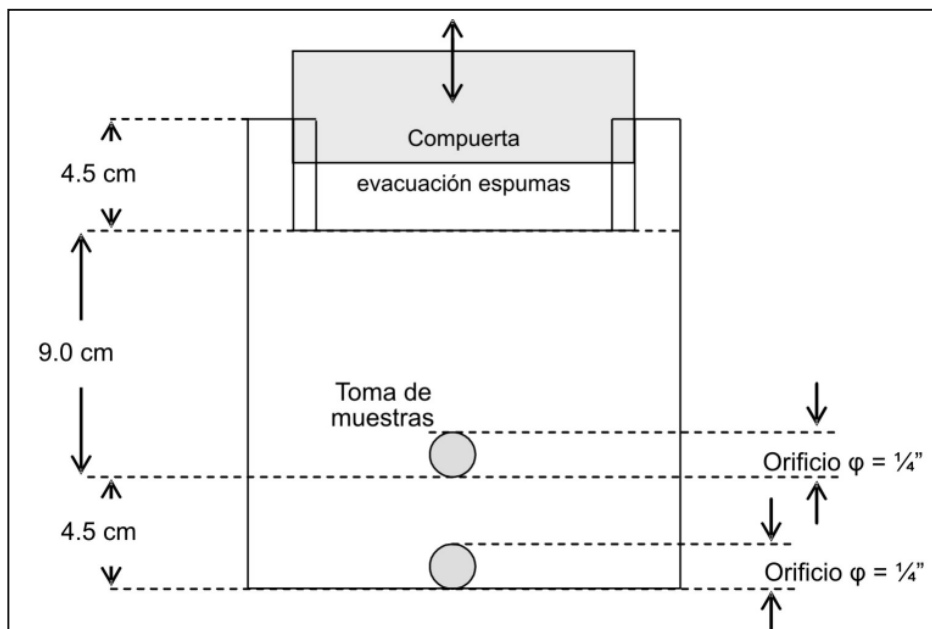 Compuerta
4.5 cm
evacuación espumas
9.0 cm
Toma de
muestras
Orificio φ = ¼”
4.5 cm
Orificio φ = ¼”